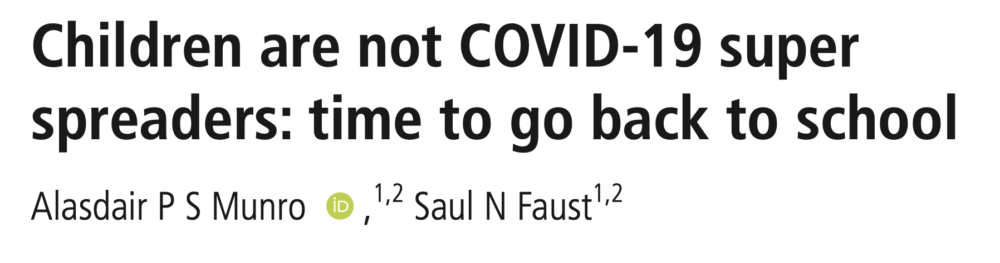 Children are not COVID-19 super
spreaders: time to go back to school
Alasdair P S Munro iD ,1,2 Saul N Faust1,2